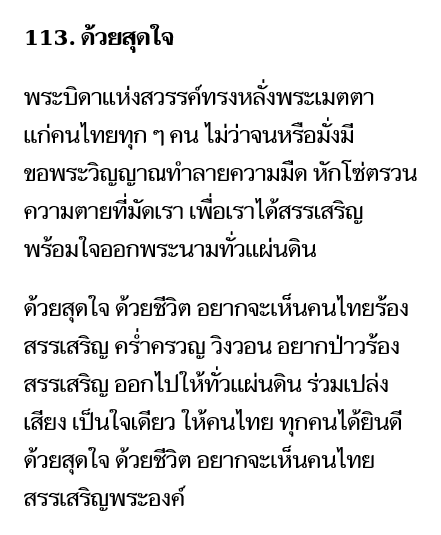 113. ด้วยสุดใจ
พระบิดาแห่งสวรรค์ทรงหลั่งพระเมตตา
แก่คนไทยทุก ๆ คน ไม่ว่าจนหรือมั่งมี
ขอพระวิญญาณทำลายความมืด หักโซ่ตรวน
ความตายที่มัดเรา เพื่อเราได้สรรเสริญ
พร้อมใจออกพระนามทั่วแผ่นดิน
ด้วยสุดใจ ด้วยชีวิต อยากจะเห็นคนไทยร้อง
สรรเสริญ คร่ำครวญ วิงวอน อยากป่าวร้อง
สรรเสริญ ออกไปให้ทั่วแผ่นดิน ร่วมเปล่ง
เสียง เป็นใจเดียว ให้คนไทย ทุกคนได้ยินดี
ด้วยสุดใจ ด้วยชีวิต อยากจะเห็นคนไทย
สรรเสริญพระองค์